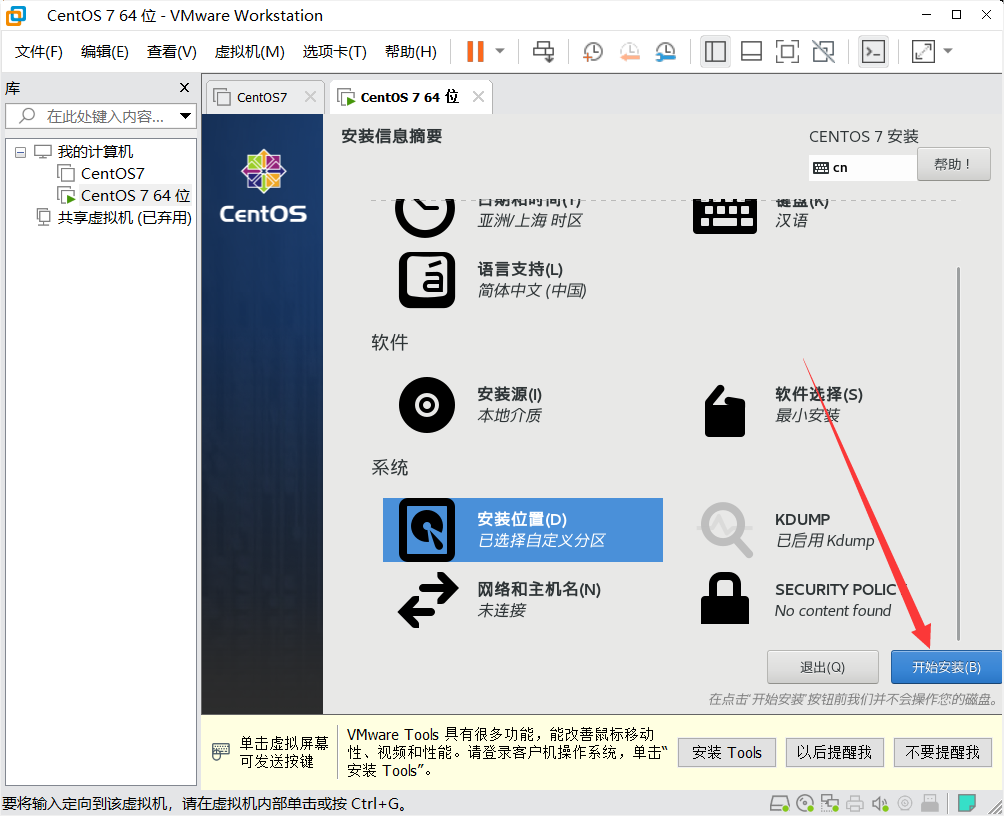 CentOS 7 64 位 - VMware Workstation
文件(F) 编辑(E) 查看(V) 虚拟机(M) 选项卡(T) 帮助(H)
库
在此处键入内容...
我的计算机
CentOS7
CentOS 7 64 位
共享虚拟机 (已弃用)
CentOS7
CentOS 7 64 位
CentOS
安装信息摘要
CENTOS 7 安装
cn
帮助！
日期和时间(T)
亚洲/上海 时区
键盘(K)
汉语
语言支持(L)
简体中文 (中国)
软件
安装源(I)
本地介质
软件选择(S)
最小安装
系统
安装位置(D)
已选择自定义分区
KDUMP
已启用 Kdump
网络和主机名(N)
未连接
SECURITY POLIC
No content found
退出(Q)
开始安装(B)
在点击'开始安装'按钮前我们并不会操作您的磁盘。
单击虚拟屏幕
可发送按键
VMware Tools 具有很多功能，能改善鼠标移动
性、视频和性能。请登录客户机操作系统，单击“
安装 Tools”。
安装 Tools
以后提醒我
不要提醒我
要将输入定向到该虚拟机，请在虚拟机内部单击或按 Ctrl+G。